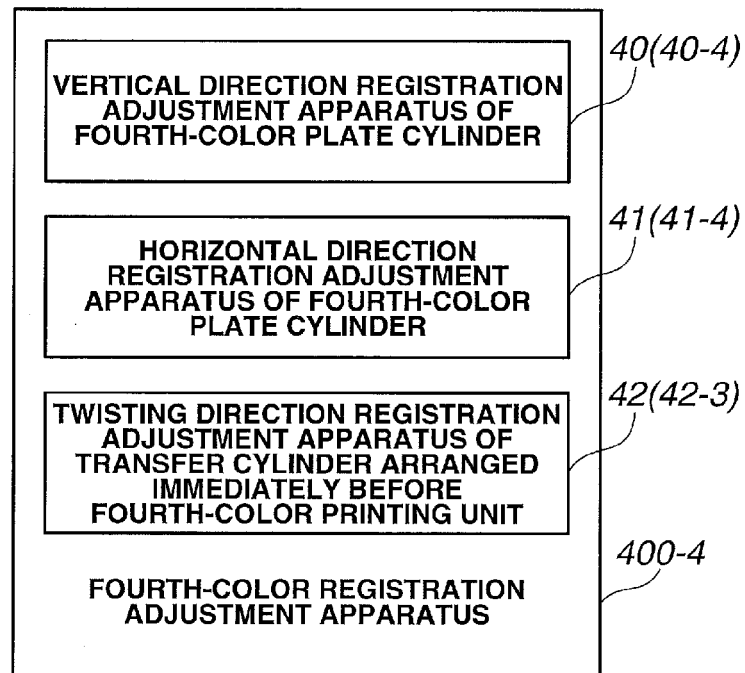 VERTICAL DIRECTION REGISTRATION
ADJUSTMENT APPARATUS OF
FOURTH-COLOR PLATE CYLINDER
40(40-4)
HORIZONTAL DIRECTION
REGISTRATION ADJUSTMENT
APPARATUS OF FOURTH-COLOR
PLATE CYLINDER
41(41-4)
TWISTING DIRECTION REGISTRATION
ADJUSTMENT APPARATUS OF
TRANSFER CYLINDER ARRANGED
IMMEDIATELY BEFORE
FOURTH-COLOR PRINTING UNIT
42(42-3)
FOURTH-COLOR REGISTRATION
ADJUSTMENT APPARATUS
400-4